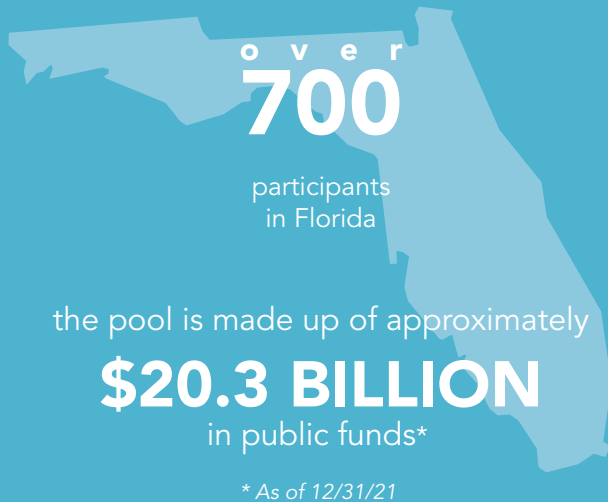 over
700
participants
in Florida
the pool is made up of approximately
$20.3 BILLION
in public funds*
* As of 12/31/21